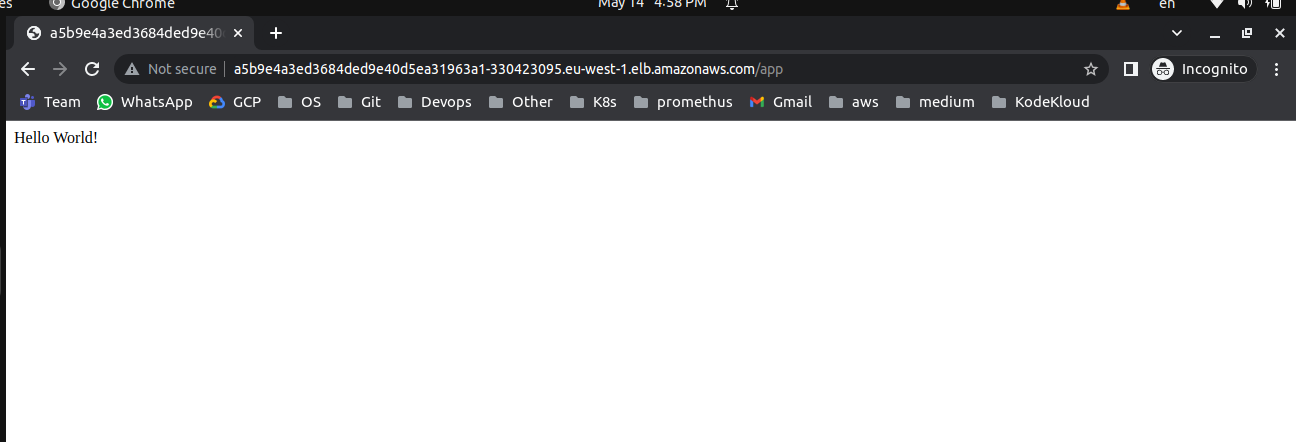 es Google Chrome May 14 4:58 PM en
a5b9e4a3ed3684ded9e40
Not secure a5b9e4a3ed3684ded9e40d5ea31963a1-330423095.eu-west-1.elb.amazonaws.com/app Incognito
Team WhatsApp GCP OS Git Devops Other K8s promethus Gmail aws medium KodeKloud
Hello World!